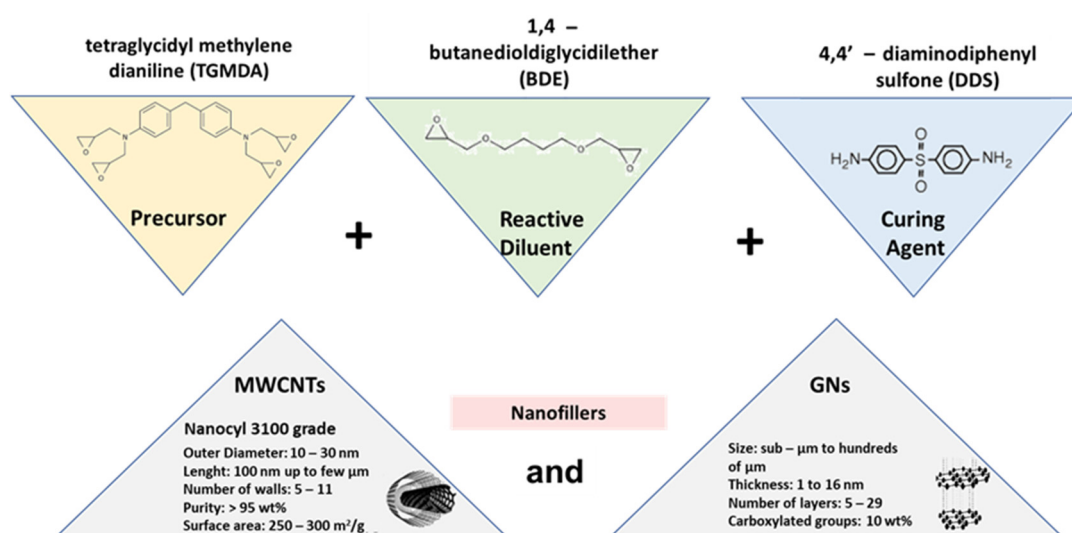 tetraglycidyl methylene
dianiline (TGMDA)
1,4 –
butanedioldiglycidilether
(BDE)
4,4' – diaminodiphenyl
sulfone (DDS)
N
N
O
O
O
O
Precursor
O
O
O
O
Reactive
Diluent
O
H₂N
S
NH₂
O
Curing
Agent
+
+
MWCNTs
Nanocyl 3100 grade
Outer Diameter: 10 – 30 nm
Lenght: 100 nm up to few μm
Number of walls: 5 – 11
Purity: > 95 wt%
Surface area: 250 – 300 m²/g
Nanofillers
and
GNs
Size: sub – μm to hundreds
of μm
Thickness: 1 to 16 nm
Number of layers: 5 – 29
Carboxylated groups: 10 wt%